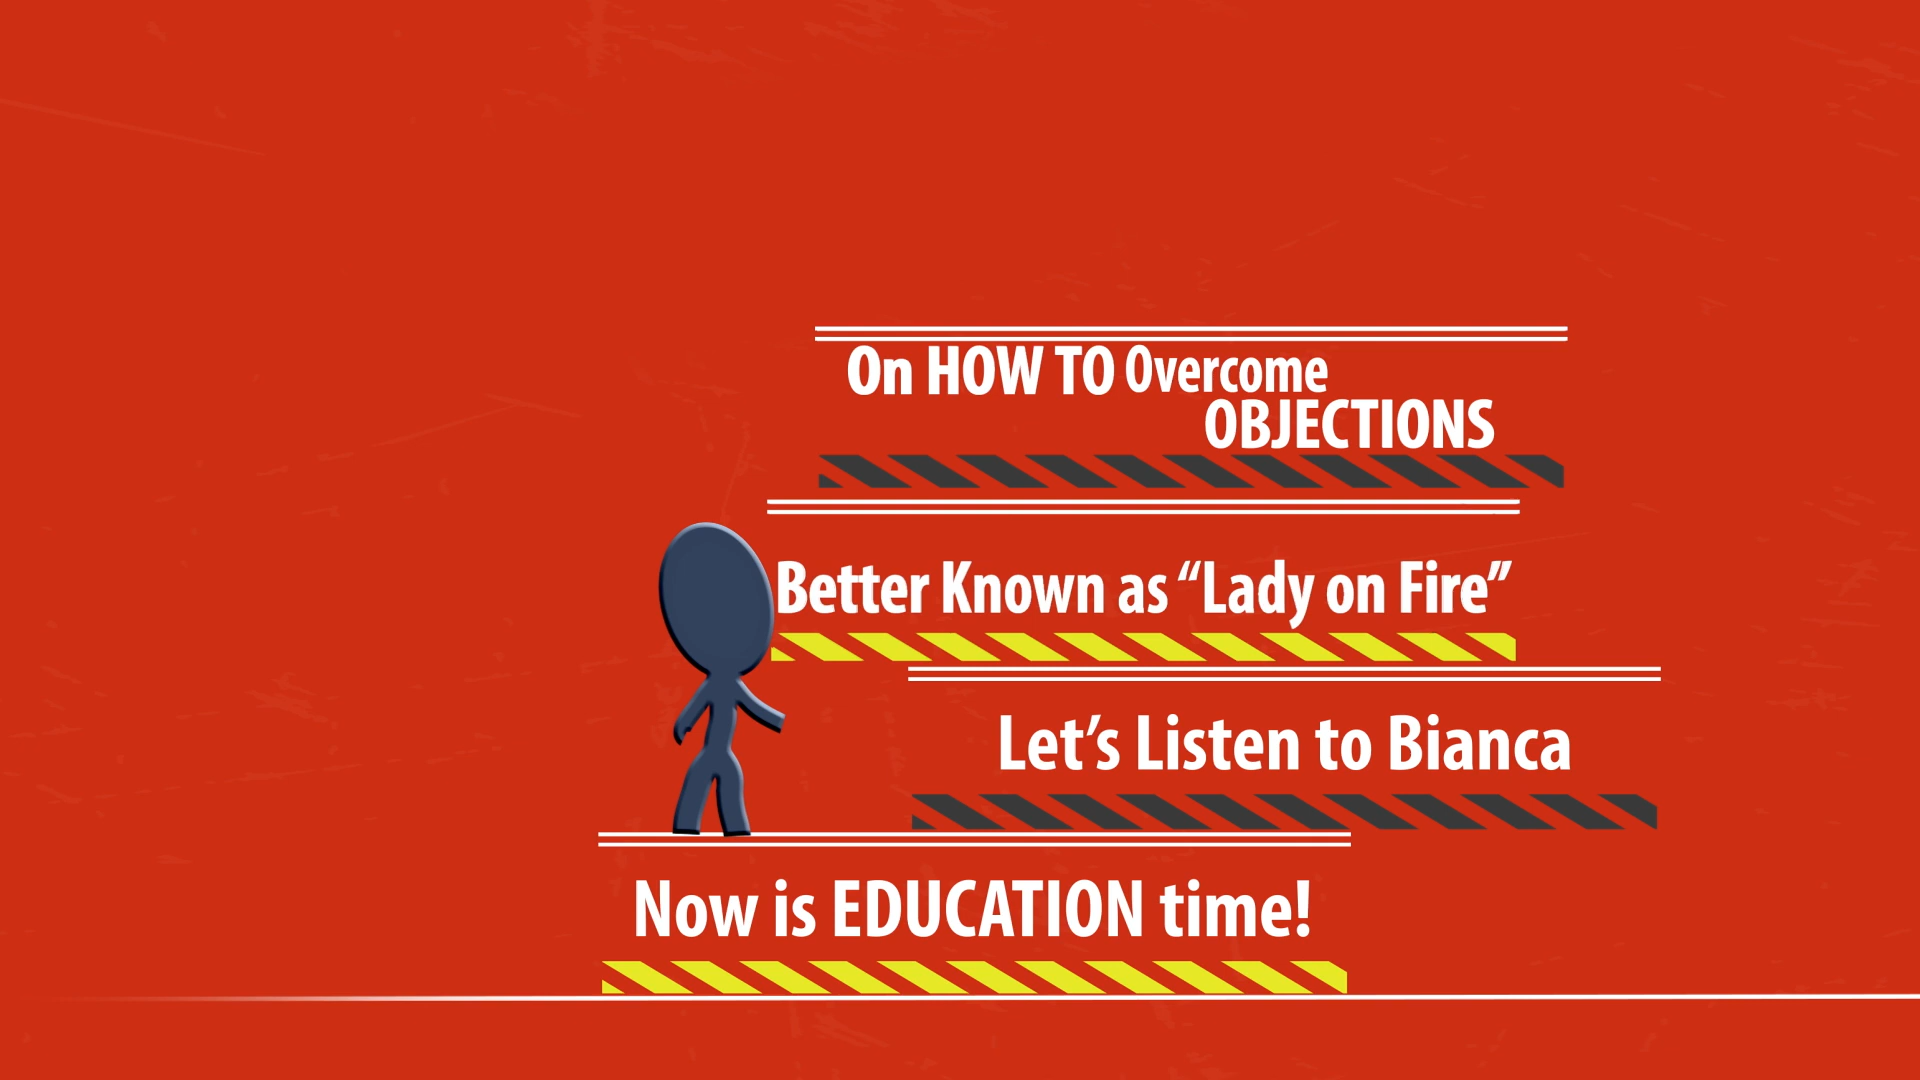 On HOW TO Overcome
OBJECTIONS
Better Known as “Lady on Fire”
Let’s Listen to Bianca
Now is EDUCATION time!